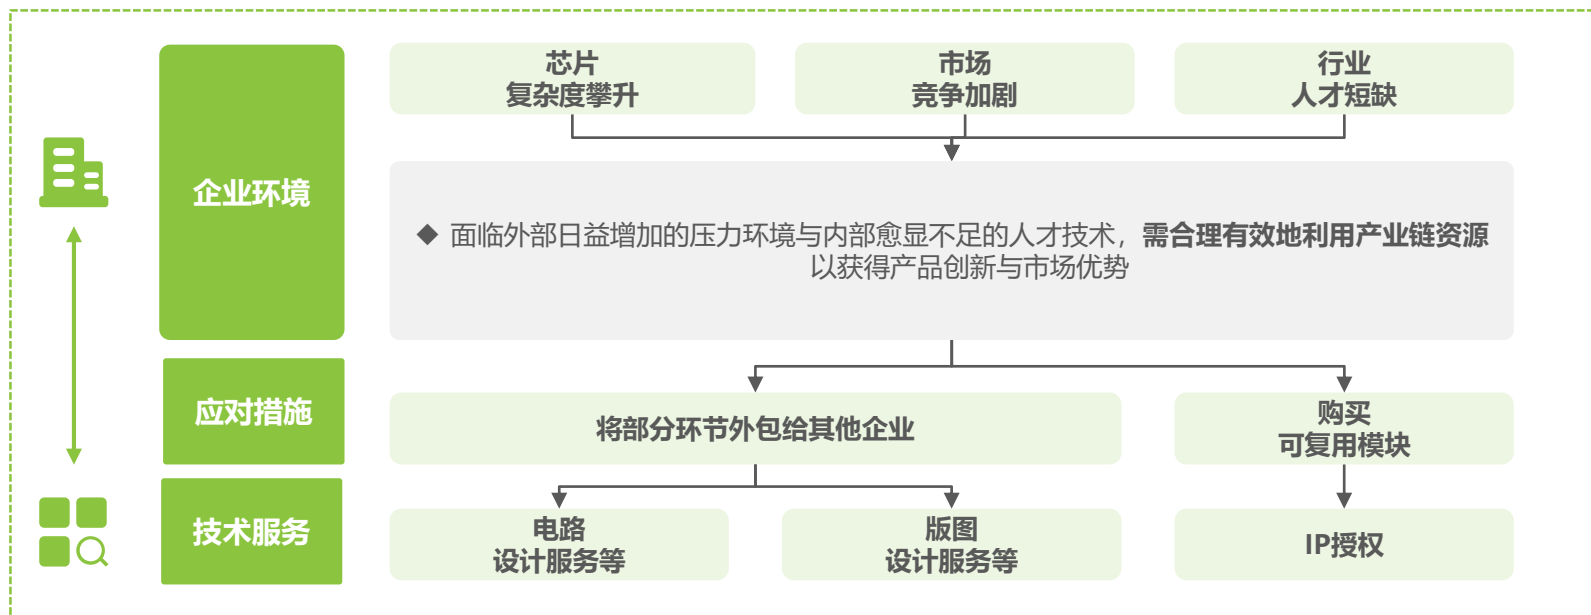 企业环境
芯片
复杂度攀升
市场
竞争加剧
行业
人才短缺
◆ 面临外部日益增加的压力环境与内部愈显不足的人才技术，需合理有效地利用产业链资源
以获得产品创新与市场优势
应对措施
将部分环节外包给其他企业
购买
可复用模块
技术服务
电路
设计服务等
版图
设计服务等
IP授权